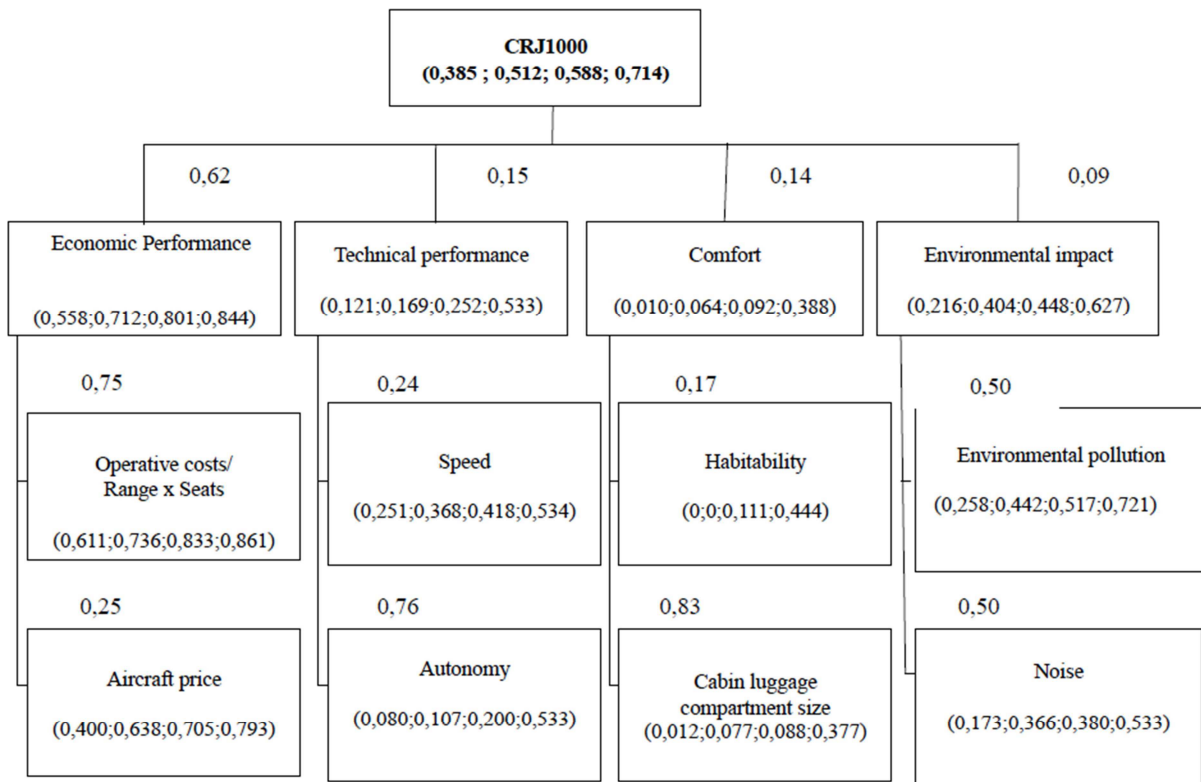 CRJ1000
(0,385 ; 0,512; 0,588; 0,714)
0,62
0,15
0,14
0,09
Economic Performance
(0,558;0,712;0,801;0,844)
Technical performance
(0,121;0,169;0,252;0,533)
Comfort
(0,010;0,064;0,092;0,388)
Environmental impact
(0,216;0,404;0,448;0,627)
0,75
0,24
0,17
0,50
Operative costs/
Range x Seats
(0,611;0,736;0,833;0,861)
Speed
(0,251;0,368;0,418;0,534)
Habitability
(0;0;0,111;0,444)
Environmental pollution
(0,258;0,442;0,517;0,721)
0,25
0,76
0,83
0,50
Aircraft price
(0,400;0,638;0,705;0,793)
Autonomy
(0,080;0,107;0,200;0,533)
Cabin luggage
compartment size
(0,012;0,077;0,088;0,377)
Noise
(0,173;0,366;0,380;0,533)